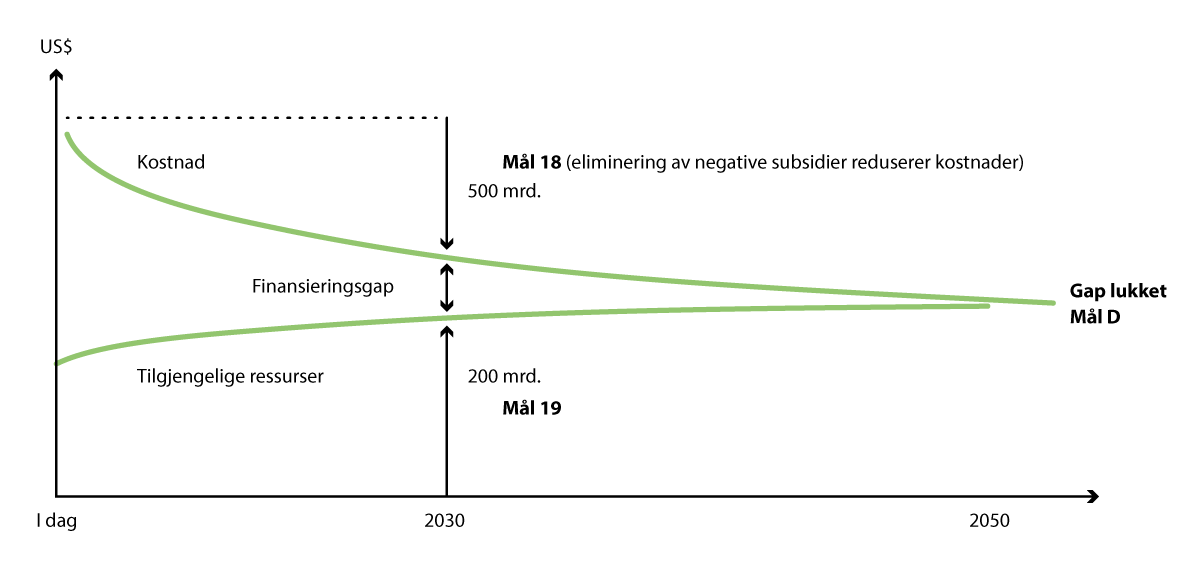 US$
Kostnad
Mål 18 (eliminering av negative subsidier reduserer kostnader)
500 mrd.
Finansieringsgap
Gap lukket
Mål D
Tilgjengelige ressurser
200 mrd.
Mål 19
I dag
2030
2050